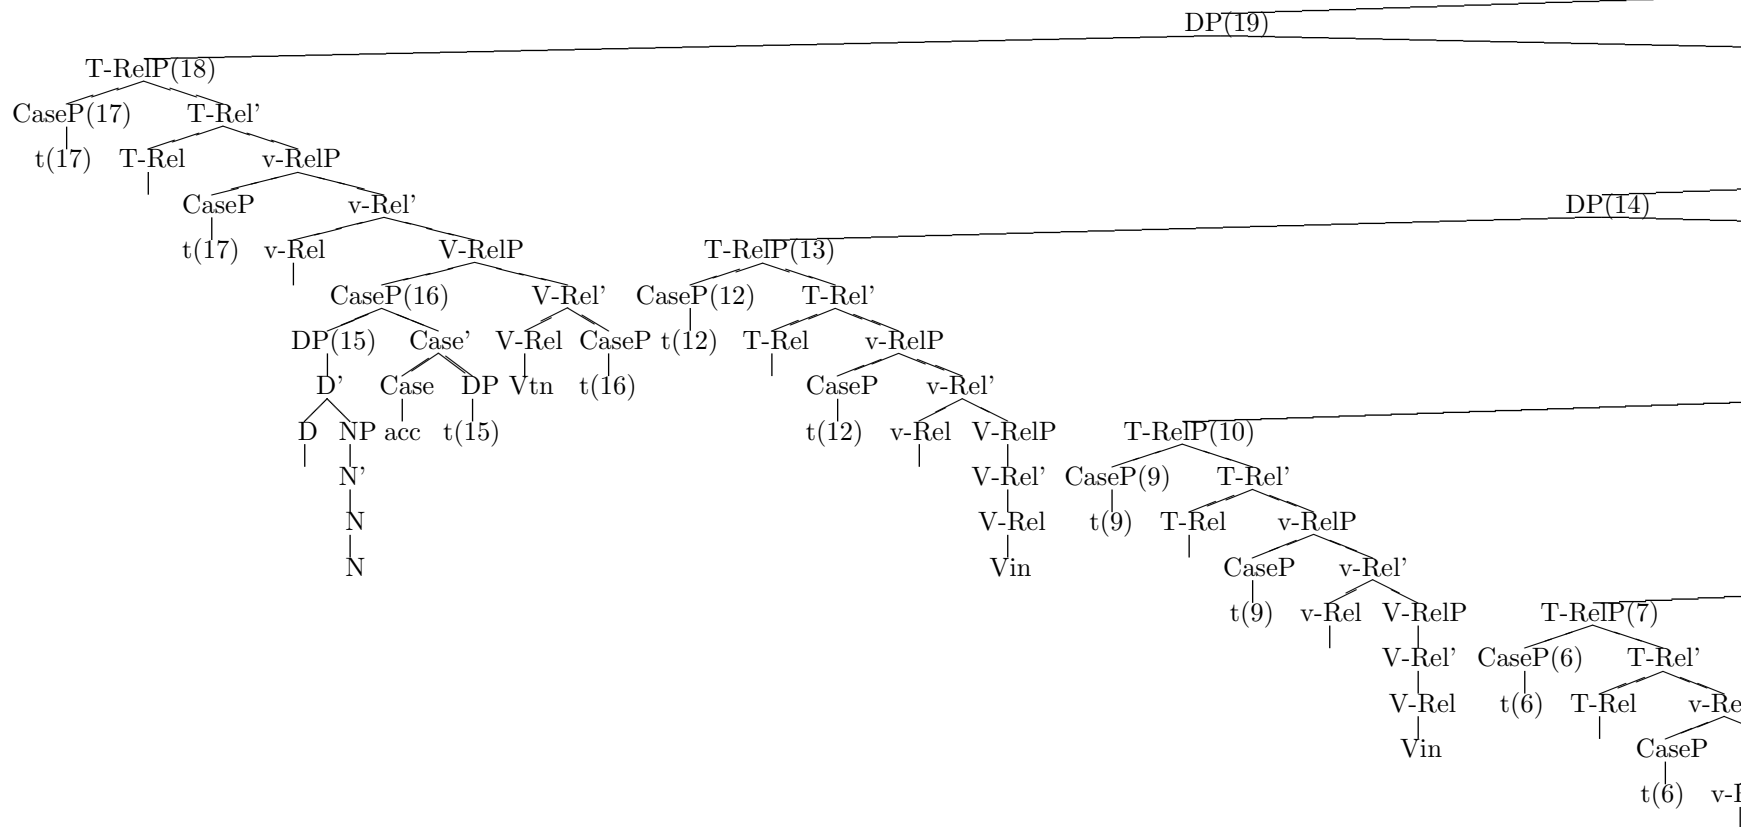 DP(19)
T-RelP(18)
CaseP(17) T-Rel’
t(17) T-Rel v-RelP
CaseP v-Rel’ DP(14)
t(17) v-Rel V-RelP T-RelP(13)
CaseP(16) V-Rel’ CaseP(12) T-Rel’
DP(15) Case’ V-Rel CaseP t(12) T-Rel v-RelP
D’ Case DP Vtn t(16) CaseP v-Rel’
D NP acc t(15) t(12) v-Rel V-RelP T-RelP(10)
N’ V-Rel’ CaseP(9) T-Rel’
N V-Rel t(9) T-Rel v-RelP
N Vin CaseP v-Rel’
t(9) v-Rel V-RelP T-RelP(7)
V-Rel’ CaseP(6) T-Rel’
V-Rel t(6) T-Rel v-Re
Vin CaseP
t(6) v-R